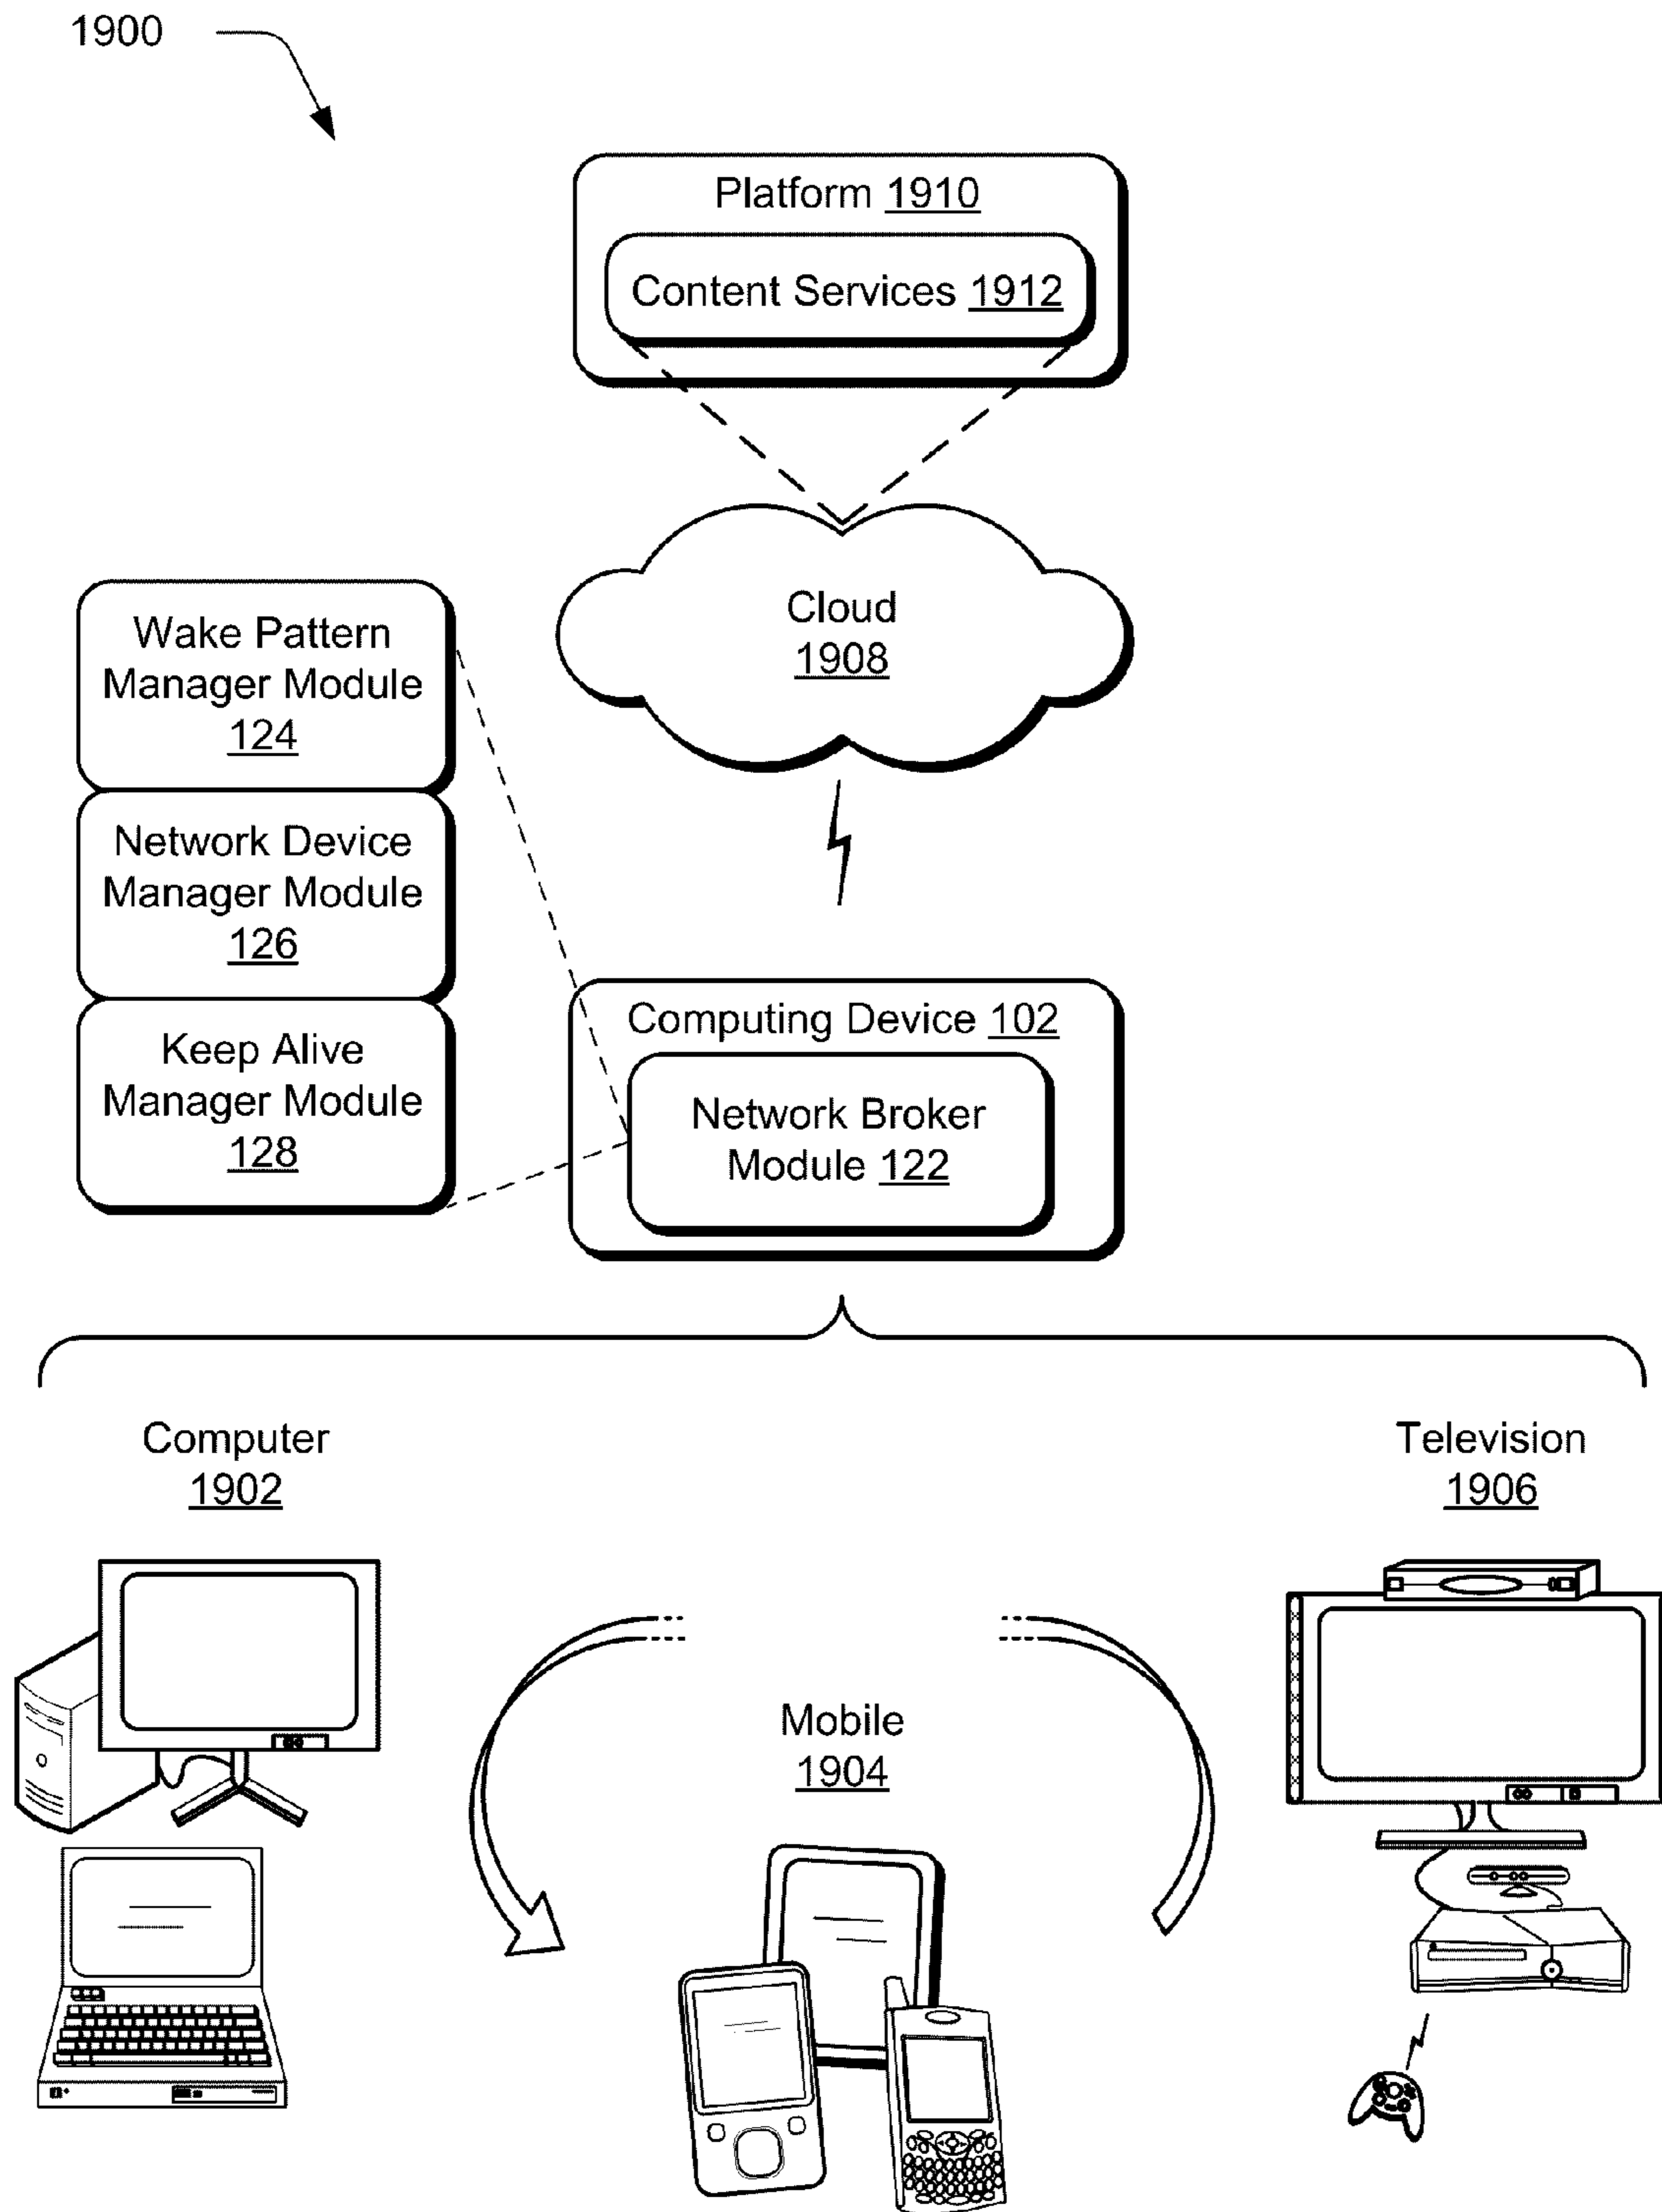 1900
Platform 1910
Content Services 1912
Cloud
1908
Wake Pattern
Manager Module
124
Network Device
Manager Module
126
Keep Alive
Manager Module
128
Computing Device 102
Network Broker
Module 122
Computer
1902
Television
1906
Mobile
1904